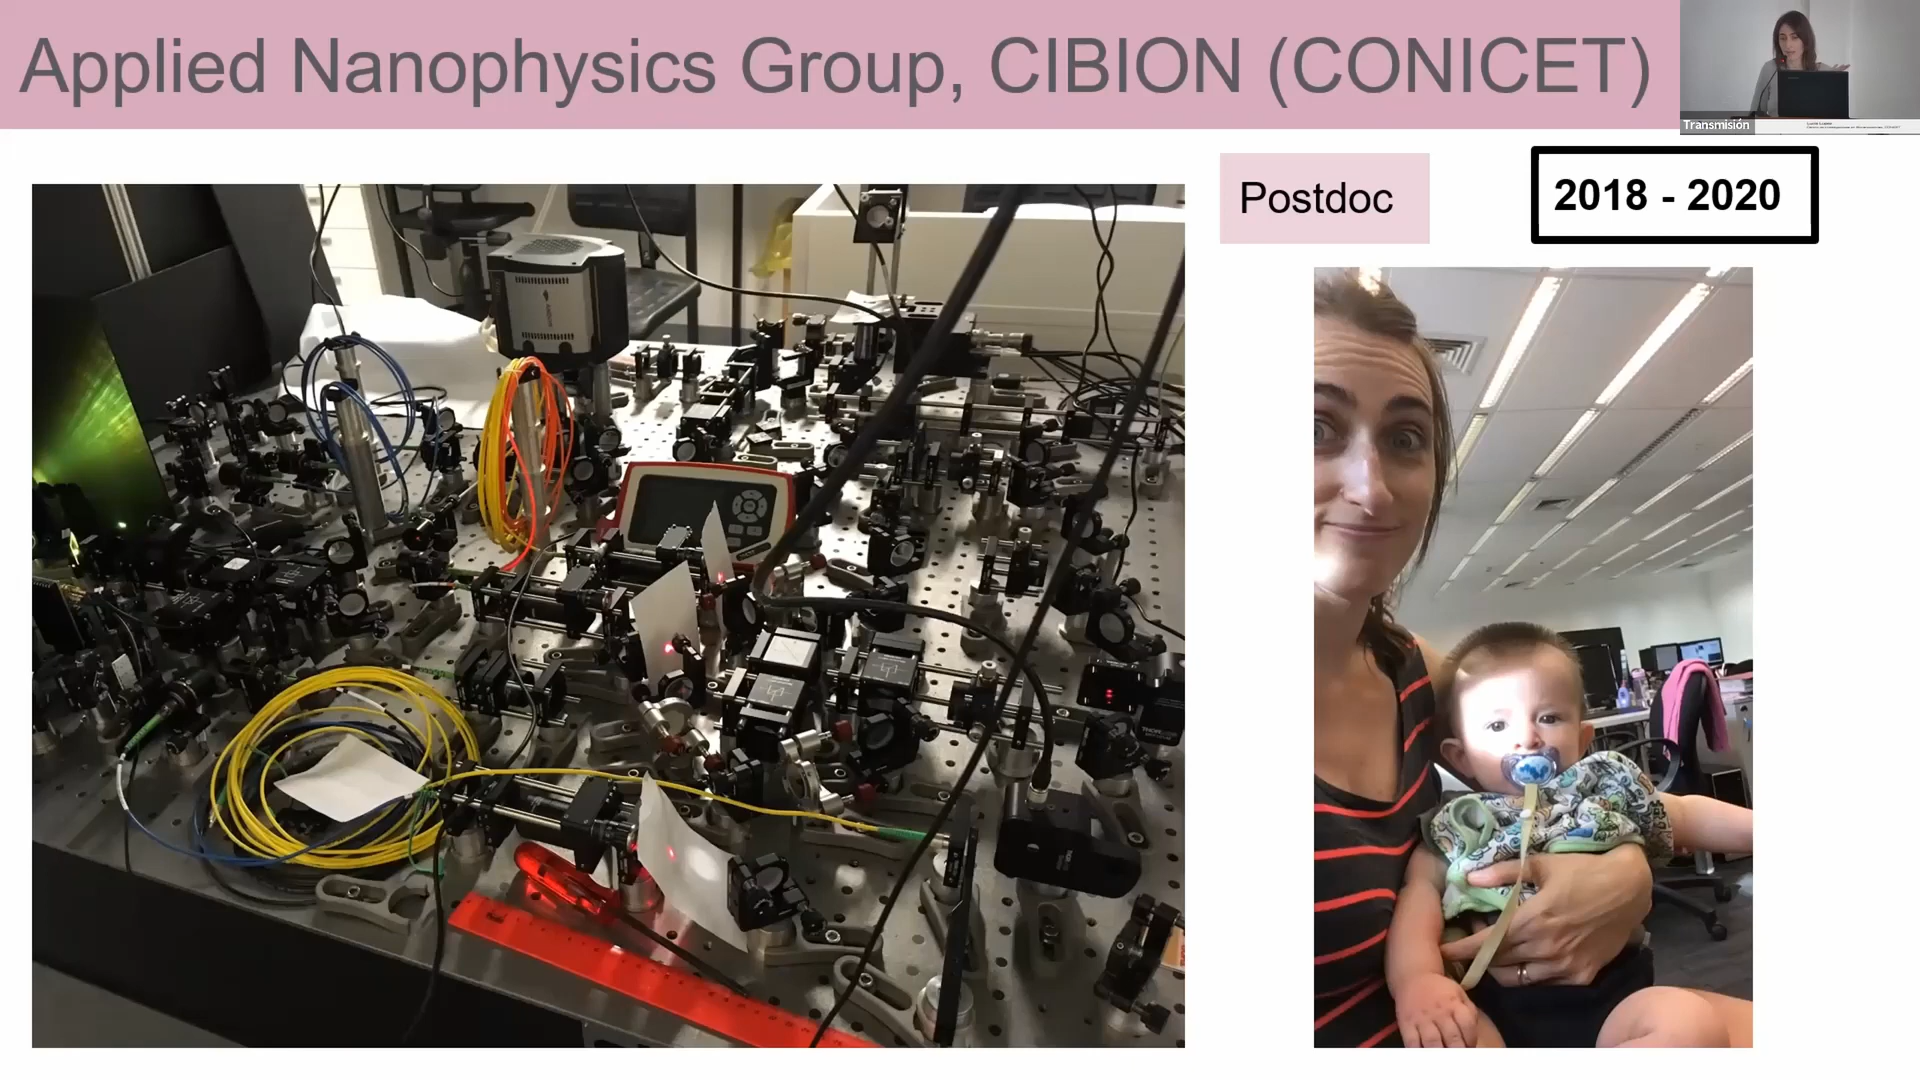 Applied Nanophysics Group, CIBION (CONICET)
Transmisión
Postdoc
2018 - 2020